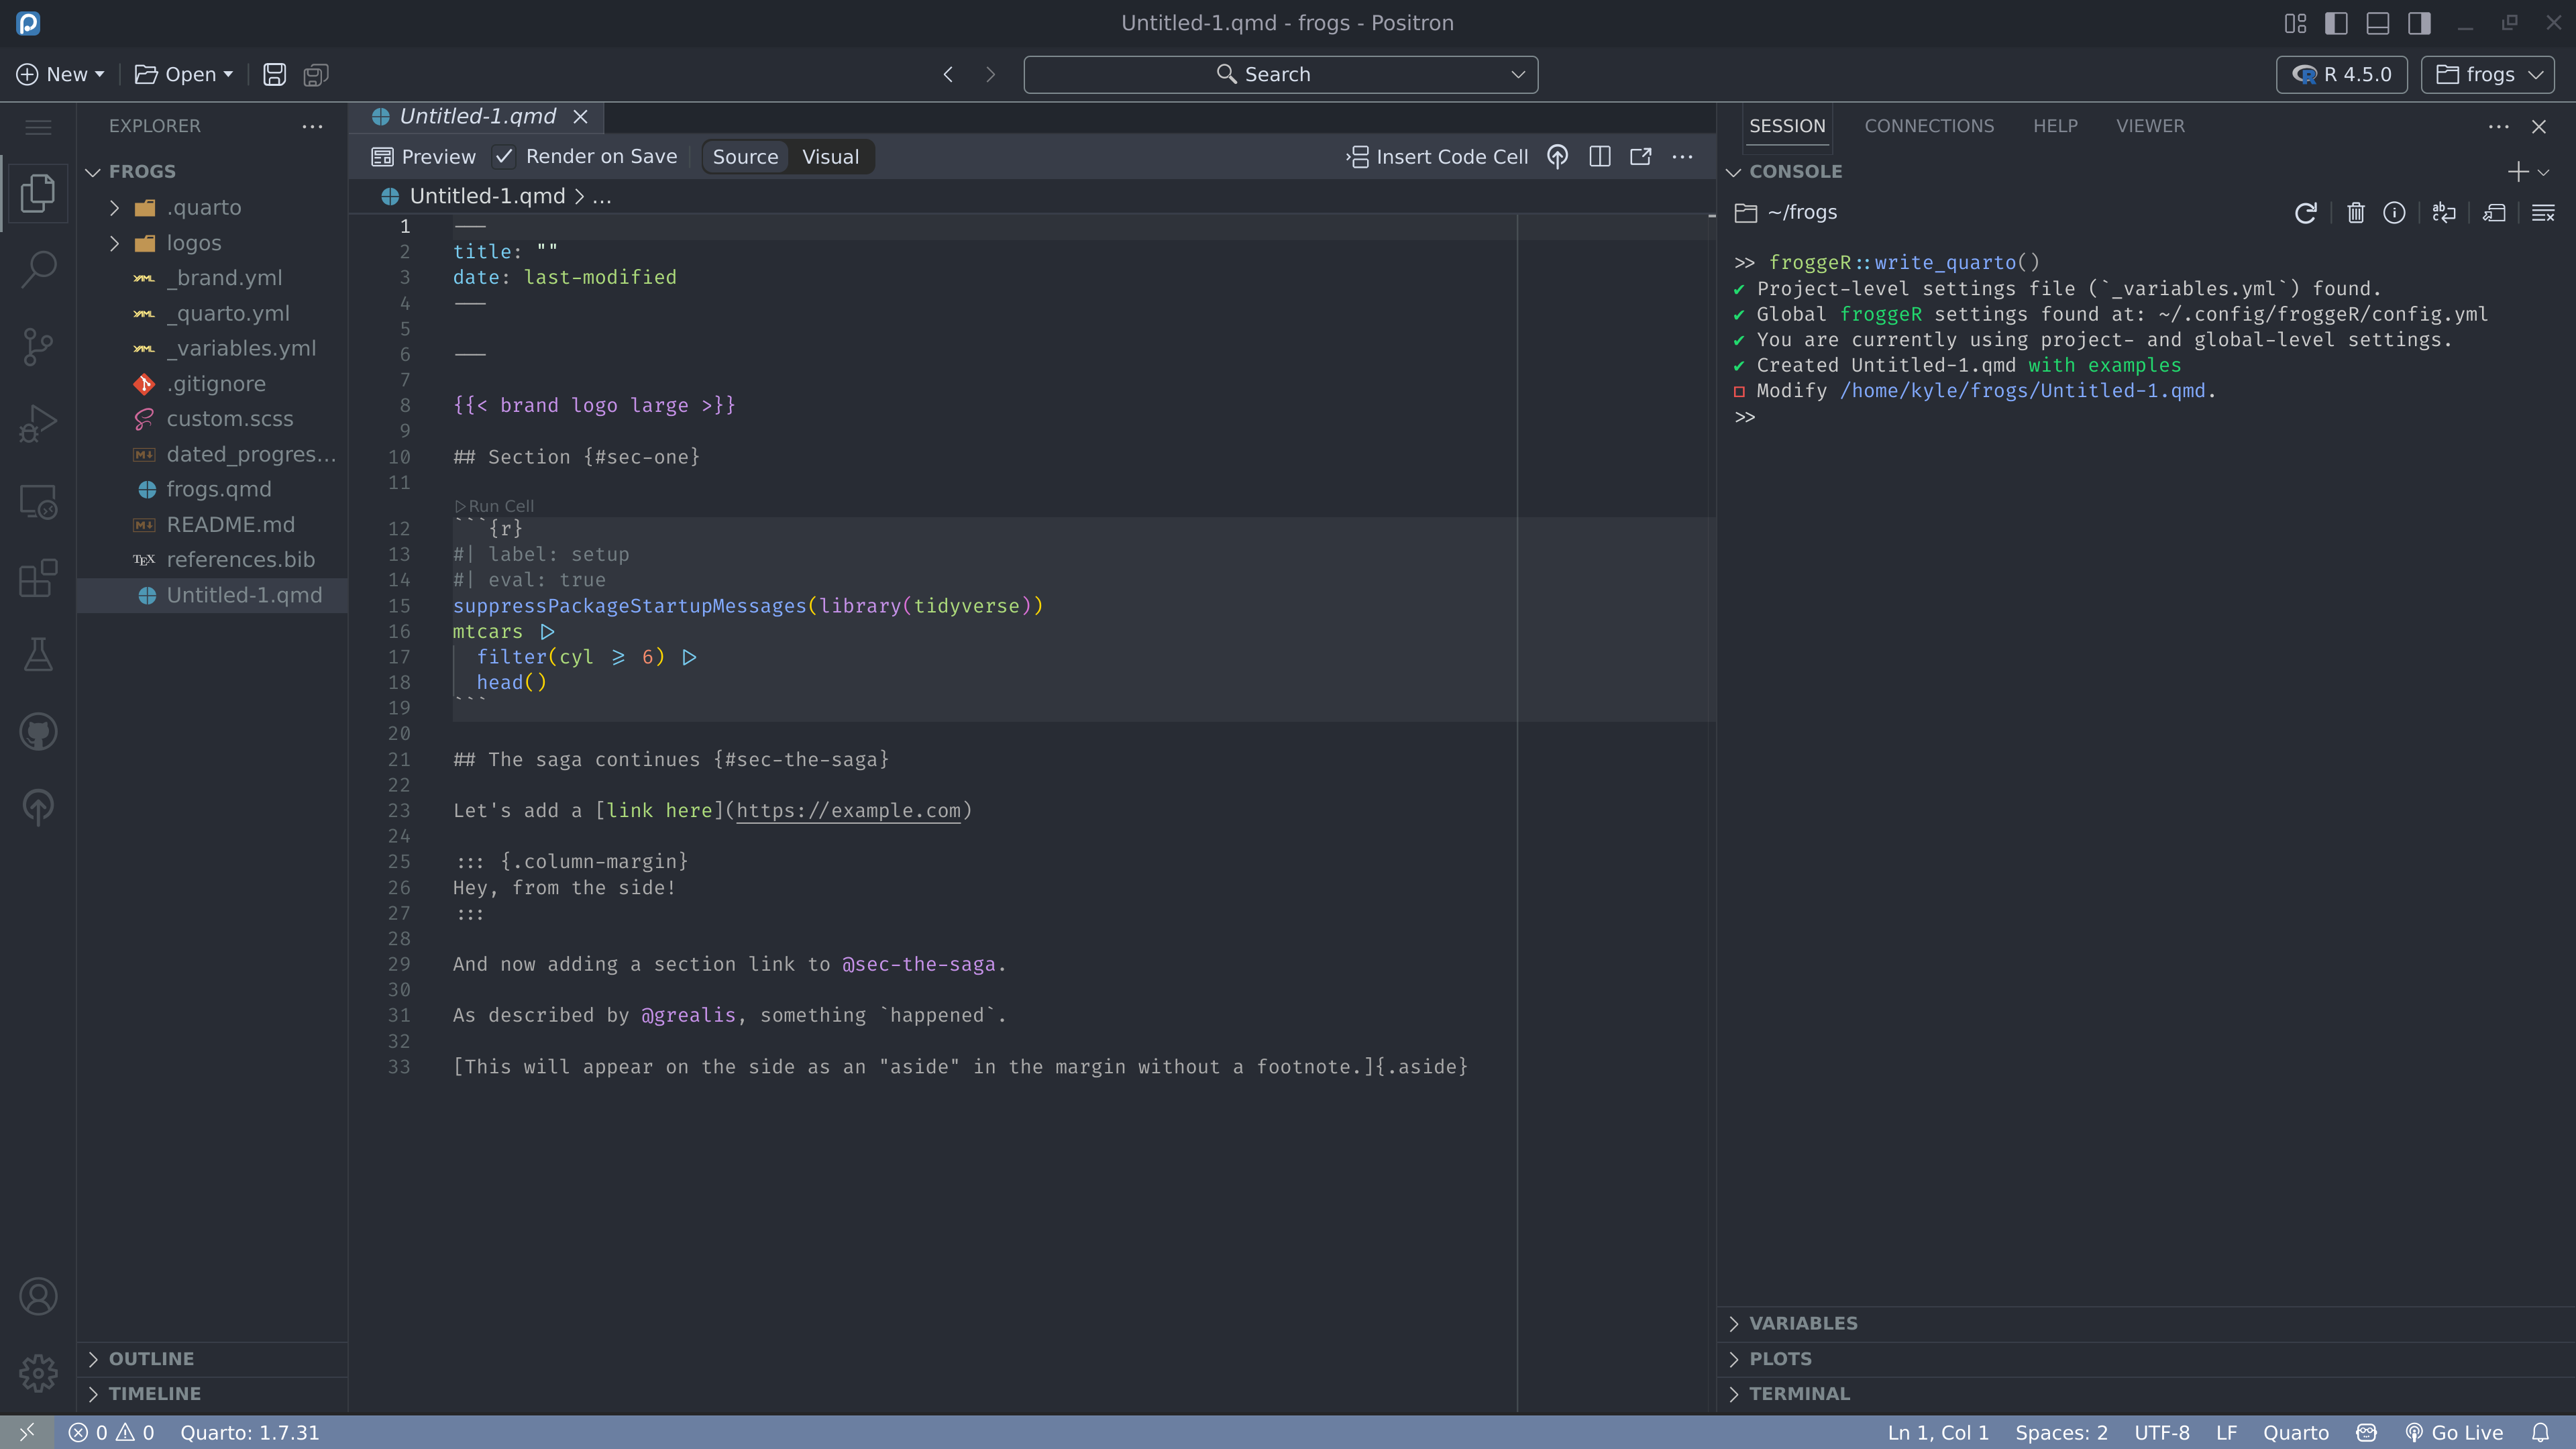 Untitled-1.qmd - frogs - Positron
New
Open
Search
R 4.5.0
frogs
EXPLORER
FROGS
.quarto
logos
_brand.yml
_quarto.yml
_variables.yml
.gitignore
custom.scss
dated_progres...
frogs.qmd
README.md
references.bib
Untitled-1.qmd
OUTLINE
TIMELINE
Untitled-1.qmd
Preview Render on Save Source Visual Insert Code Cell
Untitled-1.qmd > ...
1 ---
2 title: ""
3 date: last-modified
4 ---
5
6 ---
7
8 {{< brand logo large >}}
9
10 ## Section {#sec-one}
11
Run Cell
12 ```{r}
13 #| label: setup
14 #| eval: true
15 suppressPackageStartupMessages(library(tidyverse))
16 mtcars |>
17 filter(cyl >= 6) |>
18 head()
19 ```
20
21 ## The saga continues {#sec-the-saga}
22
23 Let's add a [link here](https://example.com)
24
25 ::: {.column-margin}
26 Hey, from the side!
27 :::
28
29 And now adding a section link to @sec-the-saga.
30
31 As described by @grealis, something `happened`.
32
33 [This will appear on the side as an "aside" in the margin without a footnote.]{.aside}
SESSION CONNECTIONS HELP VIEWER
CONSOLE
~/frogs
>> froggeR::write_quarto()
✔ Project-level settings file (`_variables.yml`) found.
✔ Global froggeR settings found at: ~/.config/froggeR/config.yml
✔ You are currently using project- and global-level settings.
✔ Created Untitled-1.qmd with examples
☐ Modify /home/kyle/frogs/Untitled-1.qmd.
>>
VARIABLES
PLOTS
TERMINAL
0 0 Quarto: 1.7.31
Ln 1, Col 1 Spaces: 2 UTF-8 LF Quarto Go Live